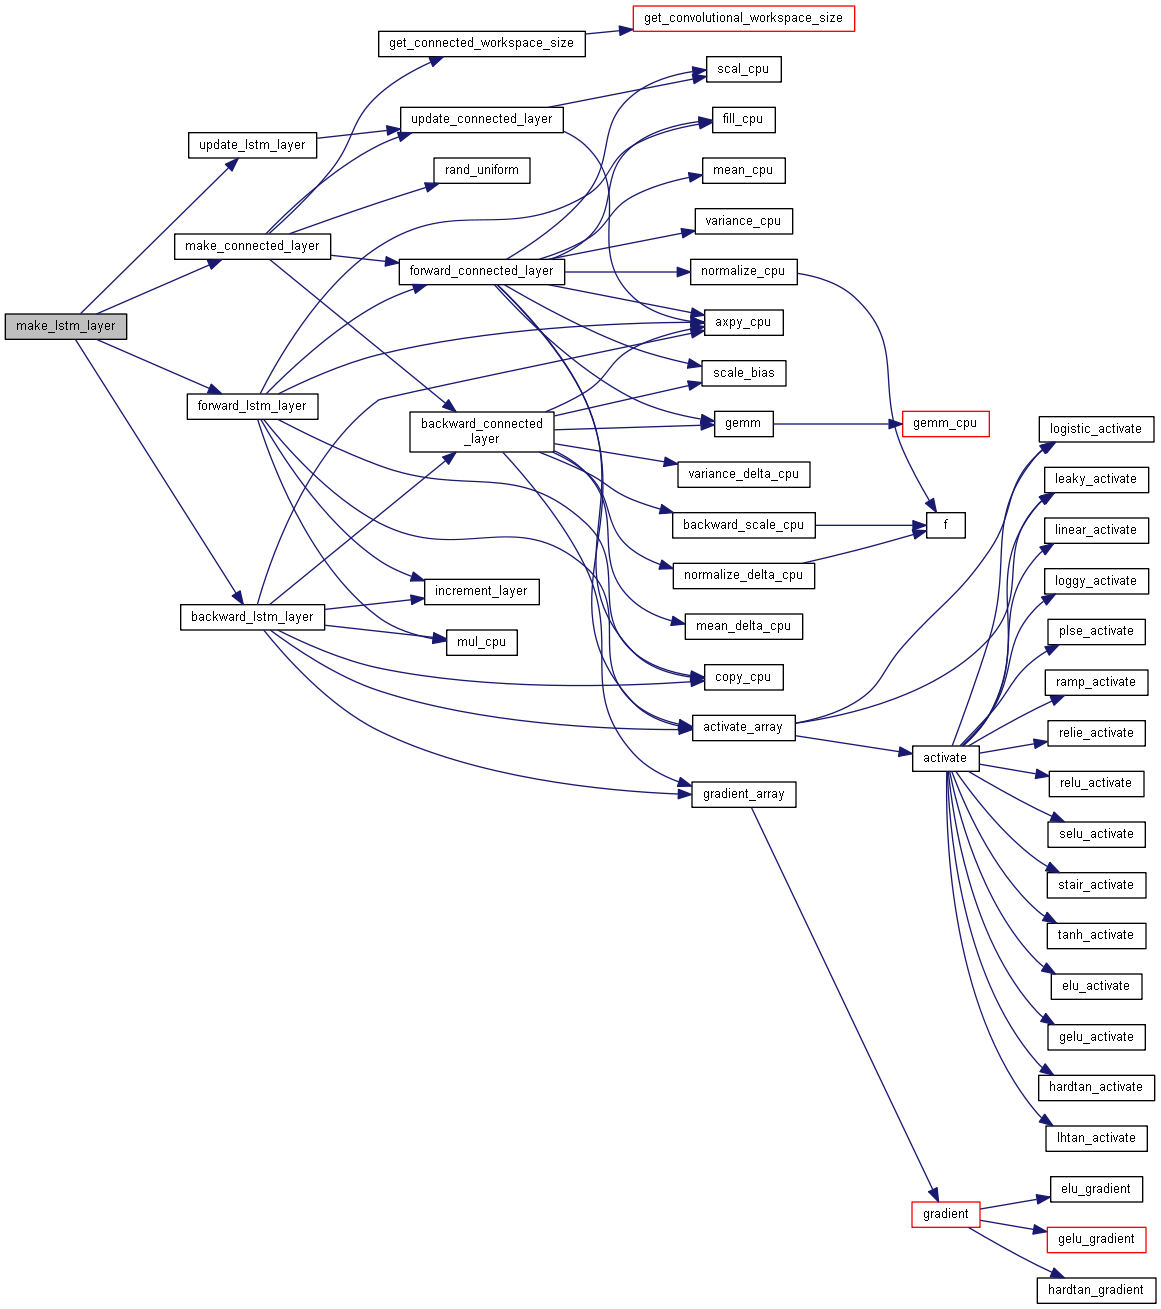 get_convolutional_workspace_size
get_connected_workspace_size
scal_cpu
update_connected_layer
fill_cpu
update_lstm_layer
rand_uniform
mean_cpu
variance_cpu
make_connected_layer
forward_connected_layer
normalize_cpu
make_lstm_layer
axpy_cpu
scale_bias
forward_lstm_layer
backward_connected
_layer
gemm
gemm_cpu
logistic_activate
variance_delta_cpu
leaky_activate
backward_scale_cpu
f
linear_activate
normalize_delta_cpu
loggy_activate
increment_layer
backward_lstm_layer
mean_delta_cpu
plse_activate
mul_cpu
copy_cpu
ramp_activate
activate_array
relie_activate
activate
relu_activate
gradient_array
selu_activate
stair_activate
tanh_activate
elu_activate
gelu_activate
hardtan_activate
lhtan_activate
elu_gradient
gradient
gelu_gradient
hardtan_gradient